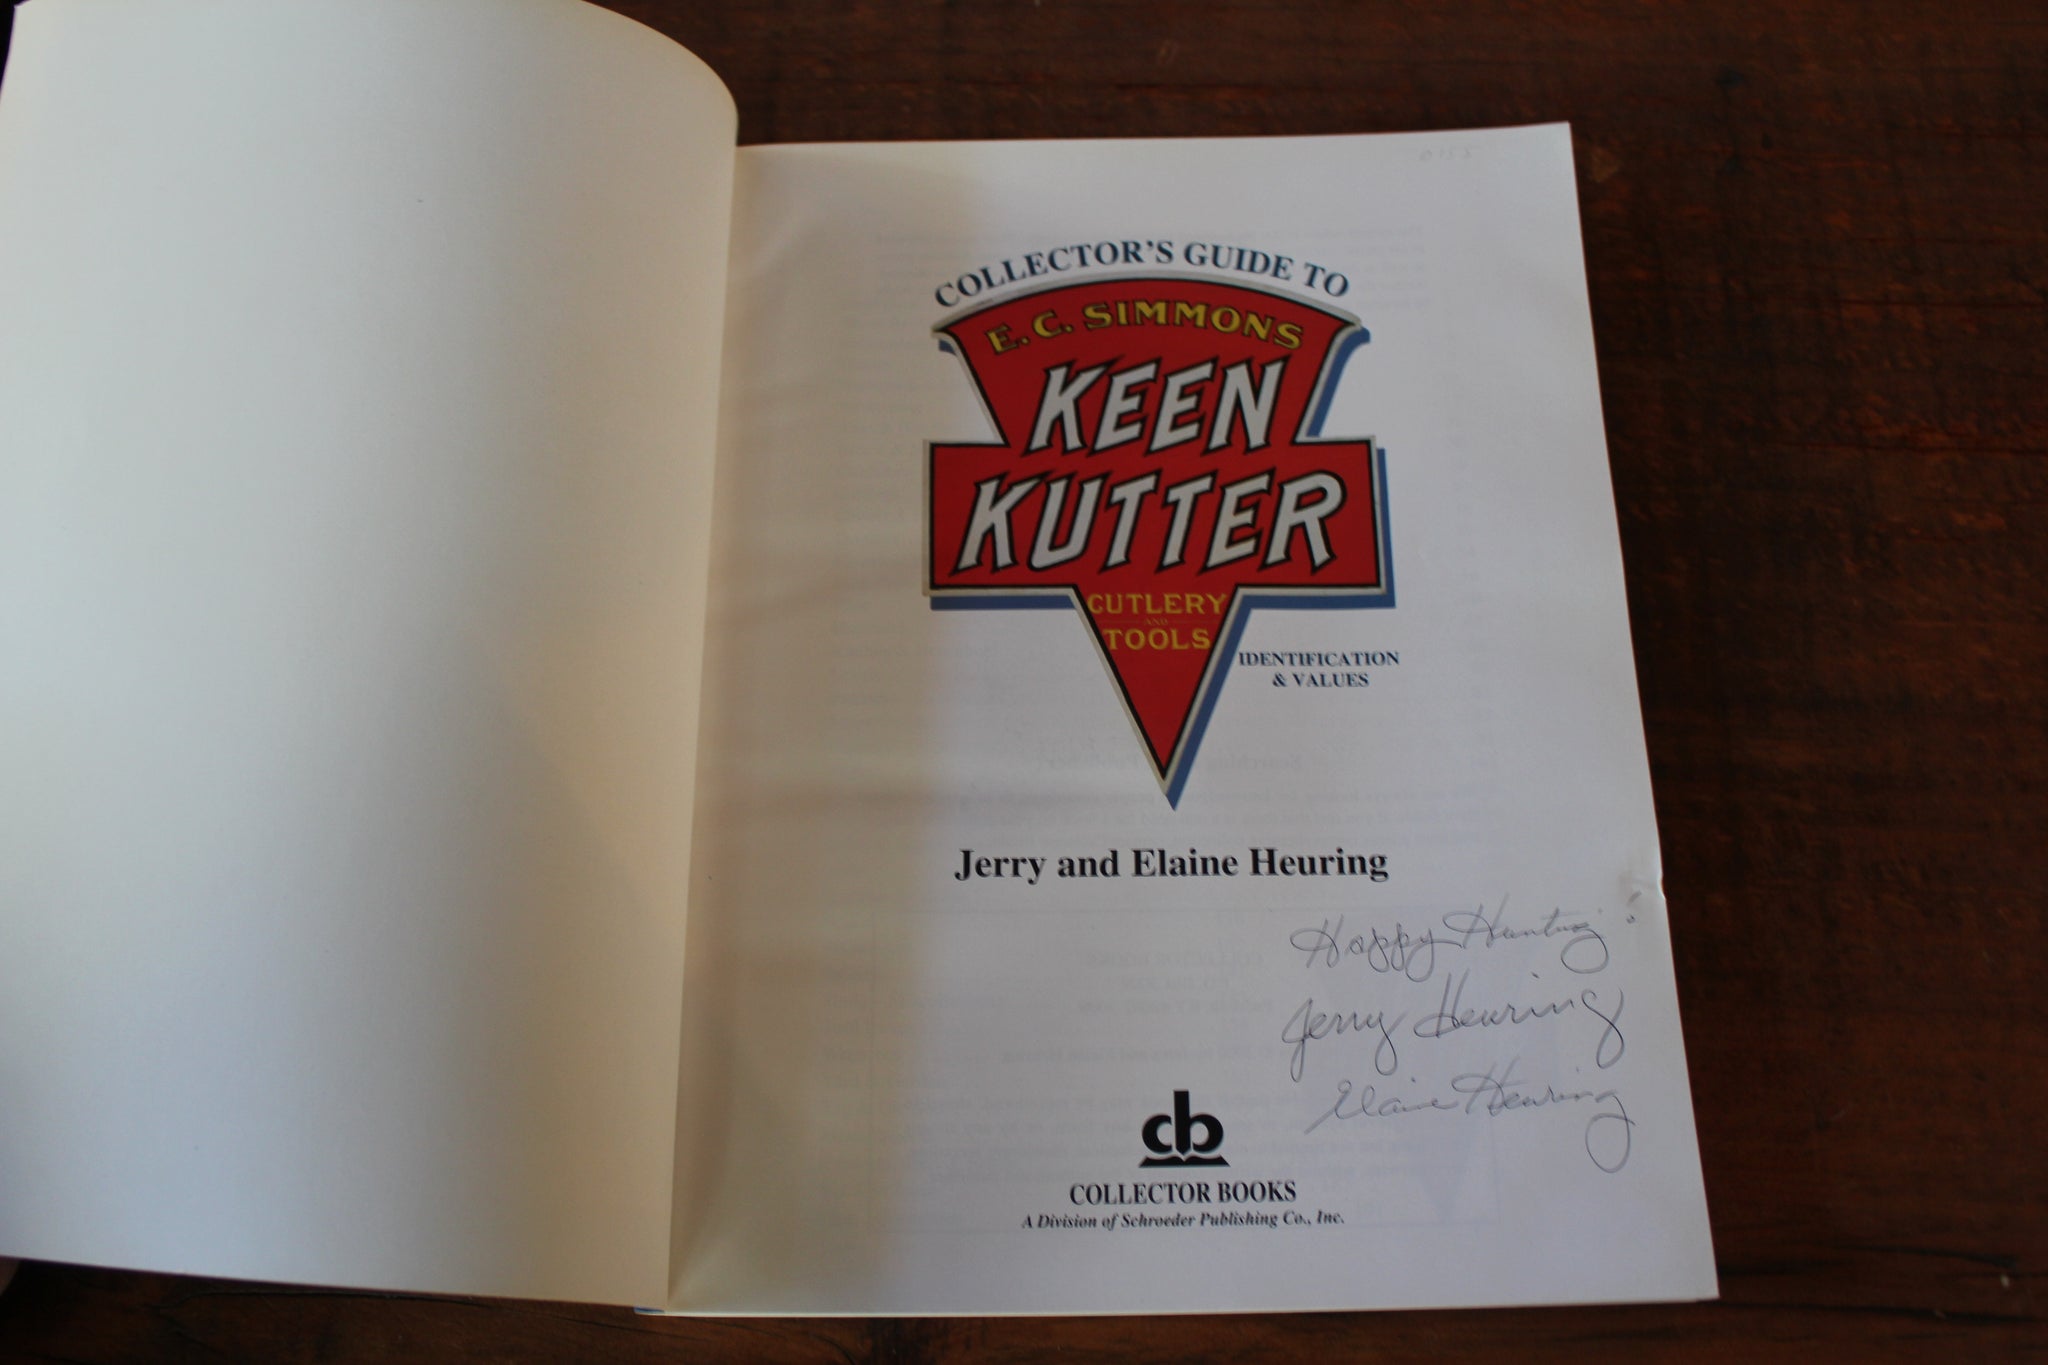 COLLECTOR'S GUIDE TO
E. C. SIMMONS
KEEN
KUTTER
CUTLERY
AND
TOOLS
IDENTIFICATION
& VALUES
Jerry and Elaine Heuring
Happy Hunting!
Jerry Heuring
Elaine Heuring
cb
COLLECTOR BOOKS
A Division of Schroeder Publishing Co., Inc.